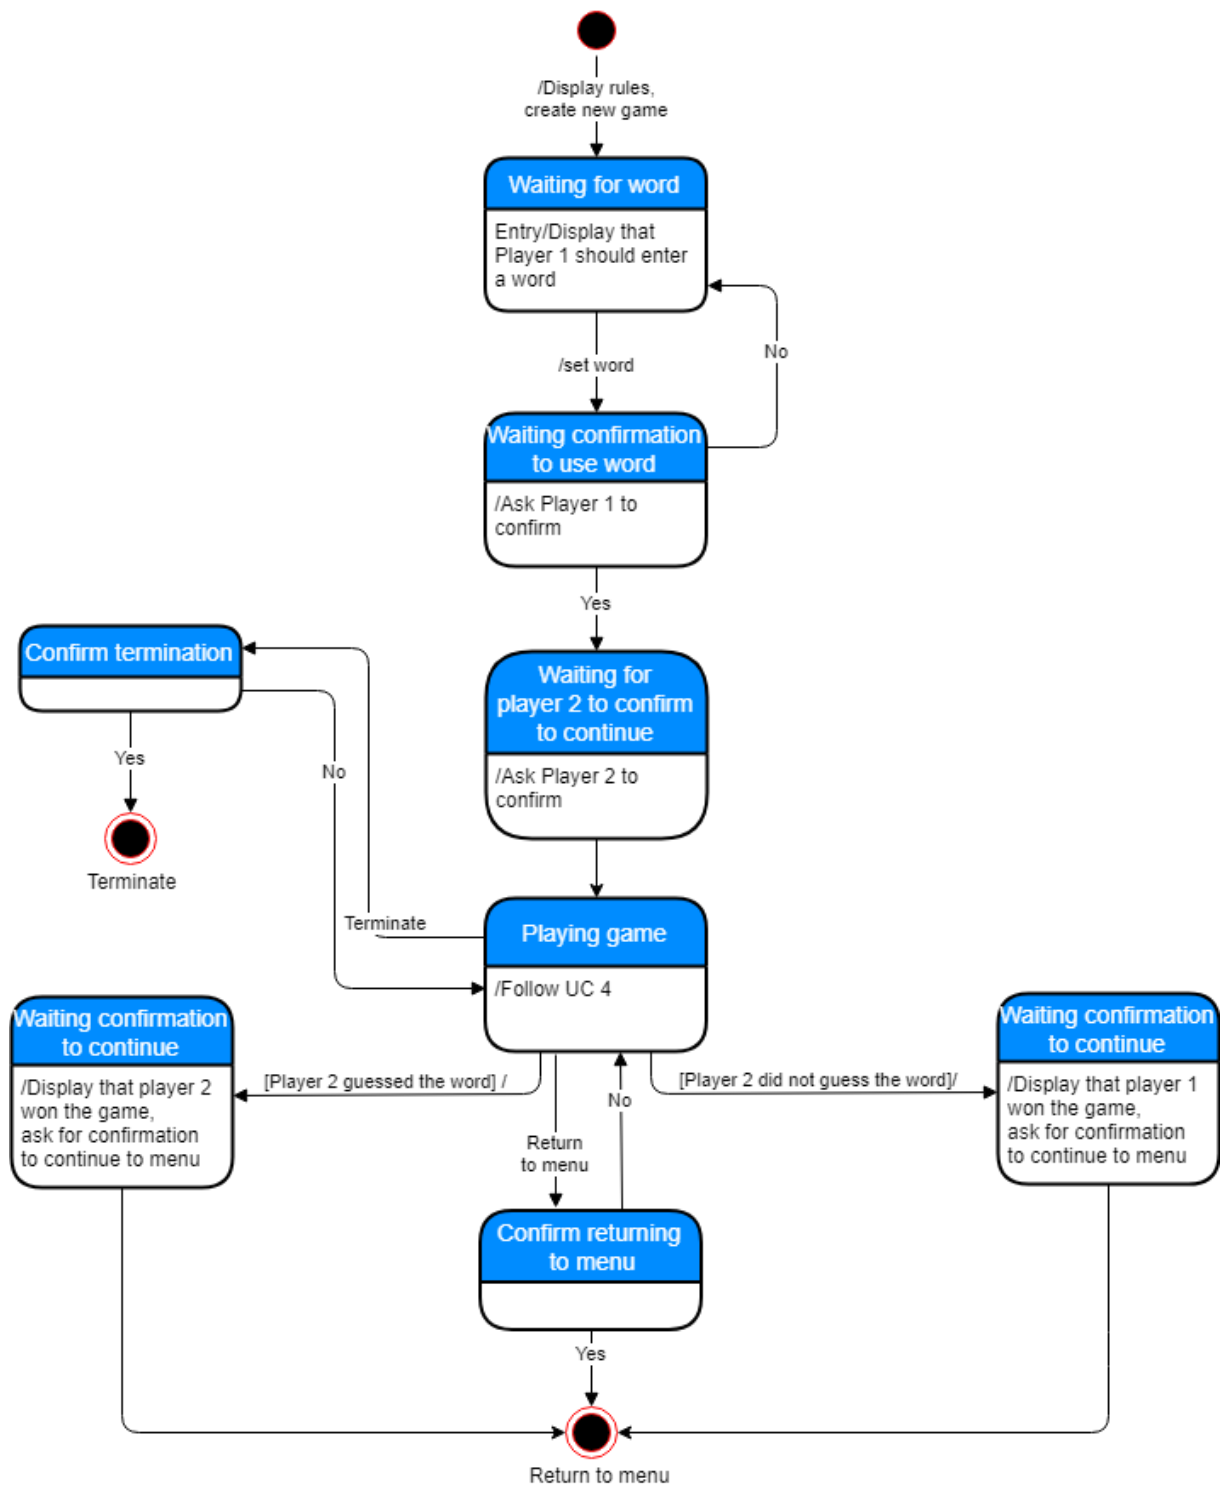 /Display rules,
create new game
Waiting for word
Entry/Display that
Player 1 should enter
a word
No
/set word
Waiting confirmation
to use word
/Ask Player 1 to
confirm
Yes
Confirm termination
Waiting for
player 2 to confirm
to continue
Yes
No
/Ask Player 2 to
confirm
Terminate
Terminate
Playing game
/Follow UC 4
Waiting confirmation
to continue
/Display that player 2
won the game,
ask for confirmation
to continue to menu
[Player 2 guessed the word] /
No
[Player 2 did not guess the word]/
Waiting confirmation
to continue
/Display that player 1
won the game,
ask for confirmation
to continue to menu
Return
to menu
Confirm returning
to menu
Yes
Return to menu